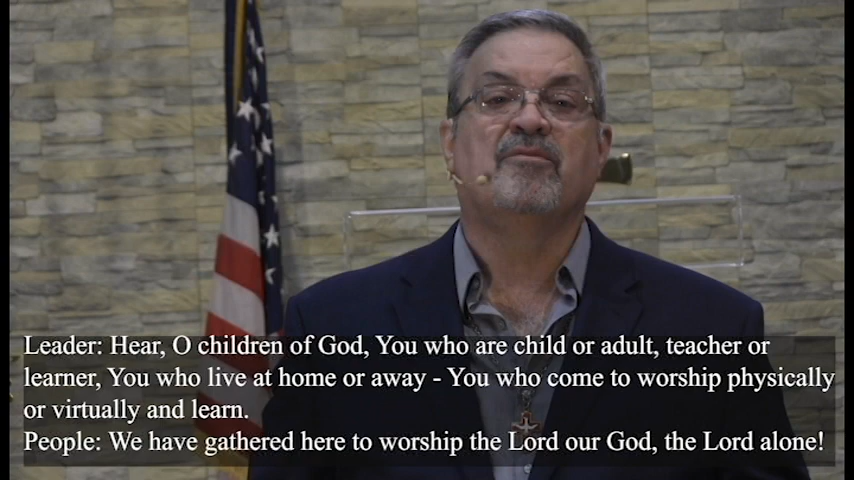 Leader: Hear, O children of God, You who are child or adult, teacher or
learner, You who live at home or away - You who come to worship physically
or virtually and learn.
People: We have gathered here to worship the Lord our God, the Lord alone!